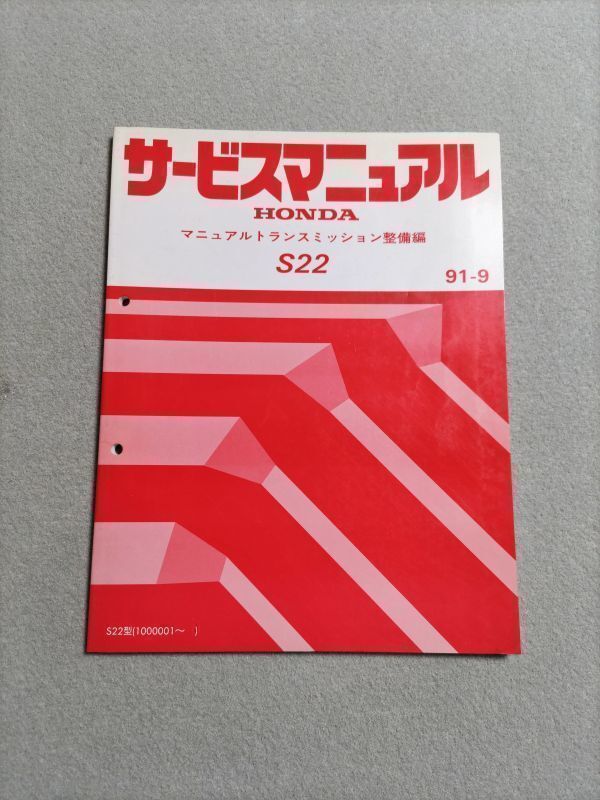 サービスマニュアル
HONDA
マニュアルトランスミッション整備編
S22
91-9
S22型(1000001～　)